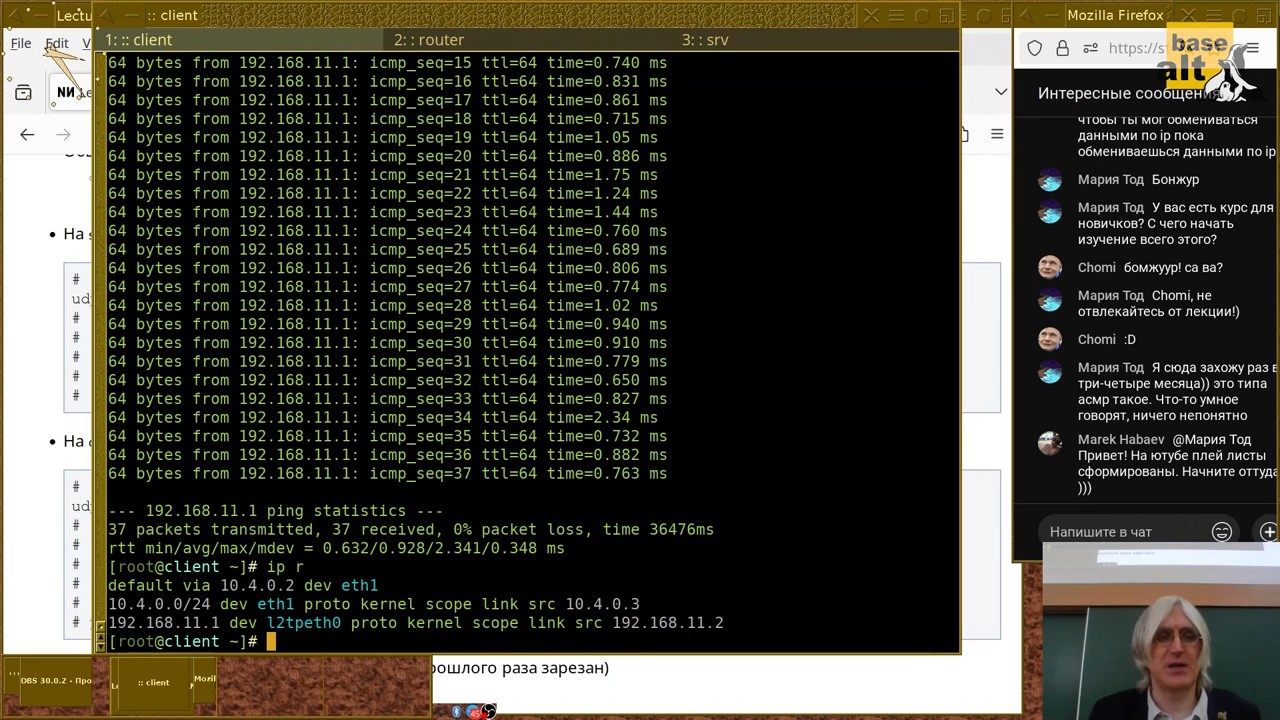 Lectu
:: client
Mozilla Firefox
File Edit V
1: :: client
2: : router
3: : srv
https://s
base
alt
64 bytes from 192.168.11.1: icmp_seq=15 ttl=64 time=0.740 ms
64 bytes from 192.168.11.1: icmp_seq=16 ttl=64 time=0.831 ms
64 bytes from 192.168.11.1: icmp_seq=17 ttl=64 time=0.861 ms
64 bytes from 192.168.11.1: icmp_seq=18 ttl=64 time=0.715 ms
64 bytes from 192.168.11.1: icmp_seq=19 ttl=64 time=1.05 ms
64 bytes from 192.168.11.1: icmp_seq=20 ttl=64 time=0.886 ms
64 bytes from 192.168.11.1: icmp_seq=21 ttl=64 time=1.75 ms
64 bytes from 192.168.11.1: icmp_seq=22 ttl=64 time=1.24 ms
64 bytes from 192.168.11.1: icmp_seq=23 ttl=64 time=1.44 ms
64 bytes from 192.168.11.1: icmp_seq=24 ttl=64 time=0.760 ms
64 bytes from 192.168.11.1: icmp_seq=25 ttl=64 time=0.689 ms
64 bytes from 192.168.11.1: icmp_seq=26 ttl=64 time=0.806 ms
64 bytes from 192.168.11.1: icmp_seq=27 ttl=64 time=0.774 ms
64 bytes from 192.168.11.1: icmp_seq=28 ttl=64 time=1.02 ms
64 bytes from 192.168.11.1: icmp_seq=29 ttl=64 time=0.940 ms
64 bytes from 192.168.11.1: icmp_seq=30 ttl=64 time=0.910 ms
64 bytes from 192.168.11.1: icmp_seq=31 ttl=64 time=0.779 ms
64 bytes from 192.168.11.1: icmp_seq=32 ttl=64 time=0.650 ms
64 bytes from 192.168.11.1: icmp_seq=33 ttl=64 time=0.827 ms
64 bytes from 192.168.11.1: icmp_seq=34 ttl=64 time=2.34 ms
64 bytes from 192.168.11.1: icmp_seq=35 ttl=64 time=0.732 ms
64 bytes from 192.168.11.1: icmp_seq=36 ttl=64 time=0.882 ms
64 bytes from 192.168.11.1: icmp_seq=37 ttl=64 time=0.763 ms
--- 192.168.11.1 ping statistics ---
37 packets transmitted, 37 received, 0% packet loss, time 36476ms
rtt min/avg/max/mdev = 0.632/0.928/2.341/0.348 ms
[root@client ~]# ip r
default via 10.4.0.2 dev eth1
10.4.0.0/24 dev eth1 proto kernel scope link src 10.4.0.3
192.168.11.1 dev l2tpeth0 proto kernel scope link src 192.168.11.2
[root@client ~]#
• На
#
udp
#
#
#
#
#
• На
#
udp
#
#
#
#
#
ошлого раза зарезан)
Интересные сообщения
чтобы ты мог обмениваться
данными по ip пока
обмениваешься данными по ip
Мария Тод Бонжур
Мария Тод У вас есть курс для
новичков? С чего начать
изучение всего этого?
Chomi бомжуур! са ва?
Мария Тод Chomi, не
отвлекайтесь от лекции!)
Chomi :D
Мария Тод Я сюда захожу раз в
три-четыре месяца)) это типа
асмр такое. Что-то умное
говорят, ничего непонятно
Marek Habaev @Мария Тод
Привет! На ютубе плей листы
сформированы. Начните оттуда
)))
Напишите в чат
DBS 30.0.2 - Про
:: client
Mozil
45